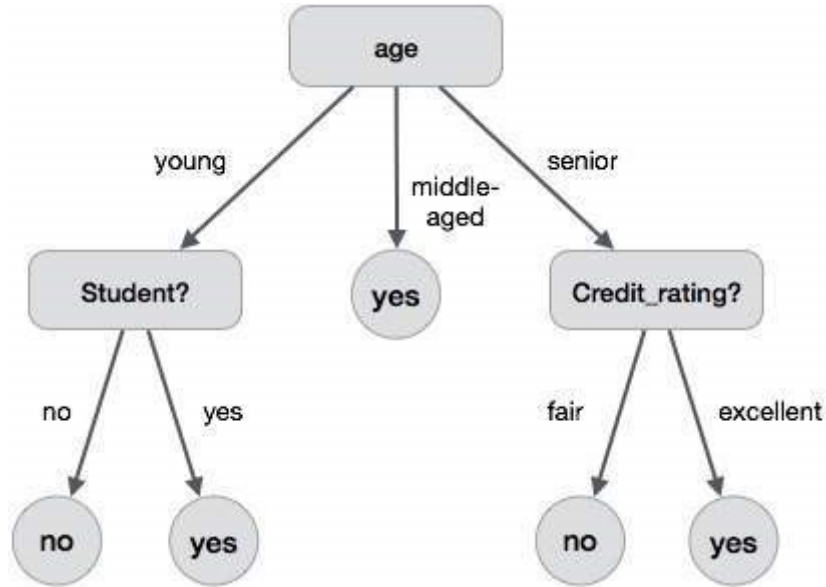 age
young
middle-
aged
senior
Student?
yes
Credit_rating?
no
yes
fair
excellent
no
yes
no
yes